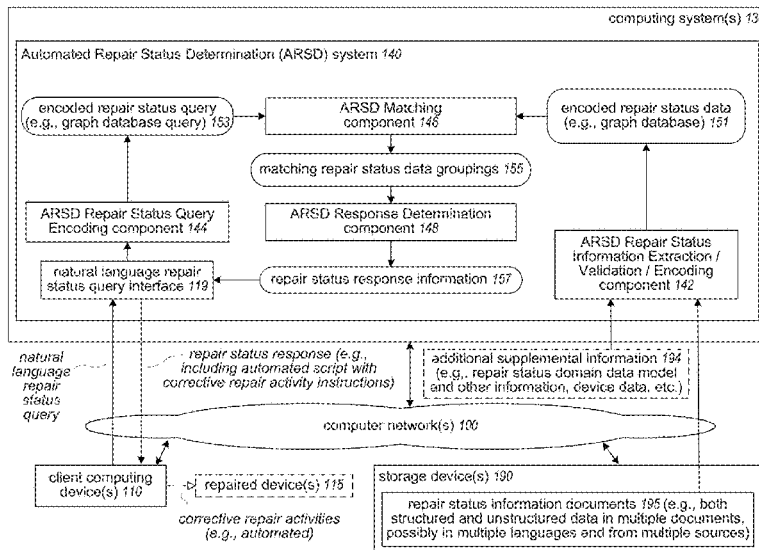 computing system(s) 13
Automated Repair Status Determination (ARSD) system 140
encoded repair status query
(e.g., graph database query) 153
ARSD Matching
component 146
encoded repair status data
(e.g., graph database) 151
matching repair status data groupings 155
ARSD Repair Status Query
Encoding component 144
ARSD Response Determination
component 148
ARSD Repair Status
Information Extraction /
Validation / Encoding
component 142
natural language repair
status query interface 119
repair status response information 157
natural
language
repair
status
query
repair status response (e.g.,
including automated script with
corrective repair activity instructions)
additional supplemental information 194
(e.g., repair status domain data model
and other information, device data, etc.)
computer network(s) 100
client computing
device(s) 110
repaired device(s) 115
corrective repair activities
(e.g., automated)
storage device(s) 190
repair status information documents 195 (e.g., both
structured and unstructured data in multiple documents,
possibly in multiple languages and from multiple sources)